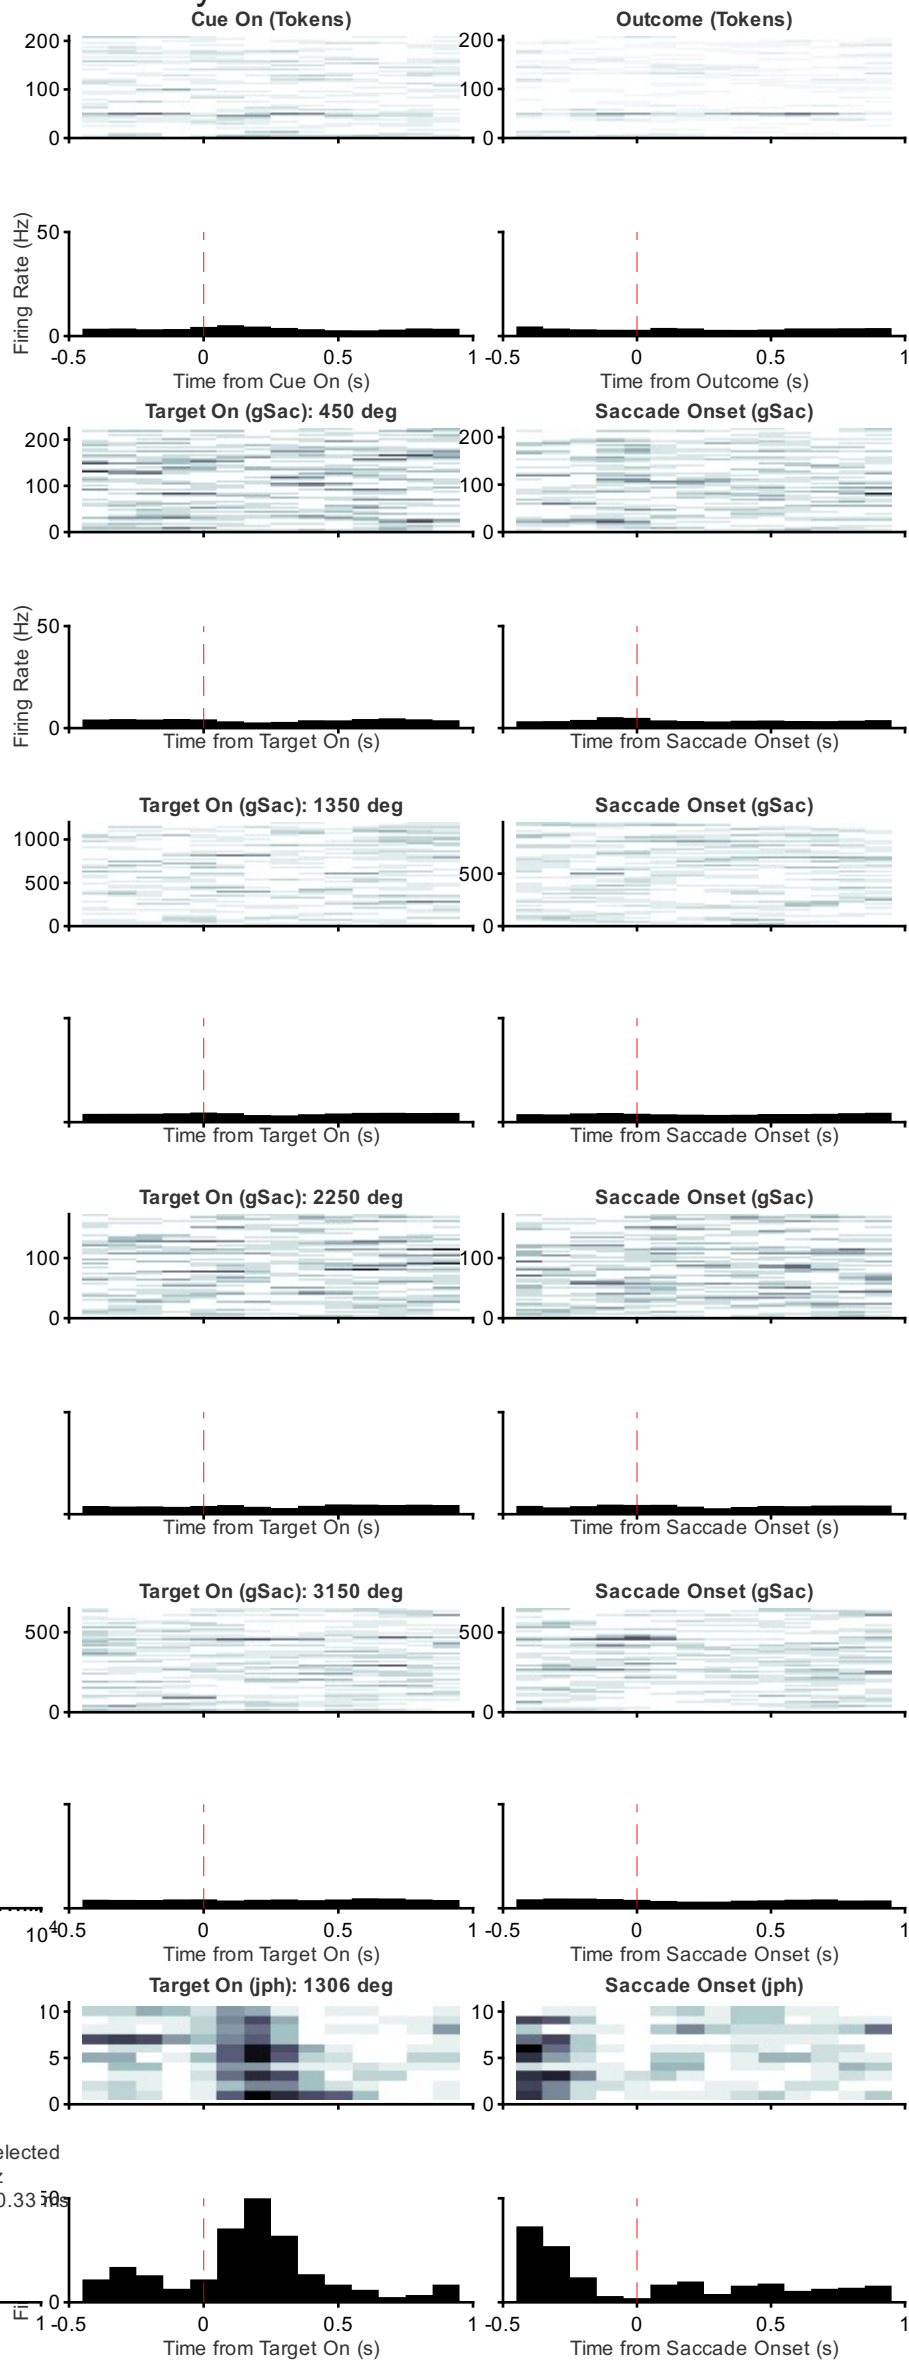 Cue On (Tokens)
Outcome (Tokens)
200
100
0
200
100
0
Firing Rate (Hz)
50
0
-0.5 0 0.5 1
-0.5 0 0.5 1
Time from Cue On (s)
Time from Outcome (s)
Target On (gSac): 450 deg
Saccade Onset (gSac)
200
100
0
200
100
0
Firing Rate (Hz)
50
0
Time from Target On (s)
Time from Saccade Onset (s)
Target On (gSac): 1350 deg
Saccade Onset (gSac)
1000
500
0
500
0
Time from Target On (s)
Time from Saccade Onset (s)
Target On (gSac): 2250 deg
Saccade Onset (gSac)
100
0
100
0
Time from Target On (s)
Time from Saccade Onset (s)
Target On (gSac): 3150 deg
Saccade Onset (gSac)
500
0
500
0
10⁴
-0.5 0 0.5 1
-0.5 0 0.5 1
Time from Target On (s)
Time from Saccade Onset (s)
Target On (jph): 1306 deg
Saccade Onset (jph)
10
5
0
10
5
0
elected
z
0.33 ms
50
0
Fi
1
-0.5 0 0.5 1
-0.5 0 0.5 1
Time from Target On (s)
Time from Saccade Onset (s)